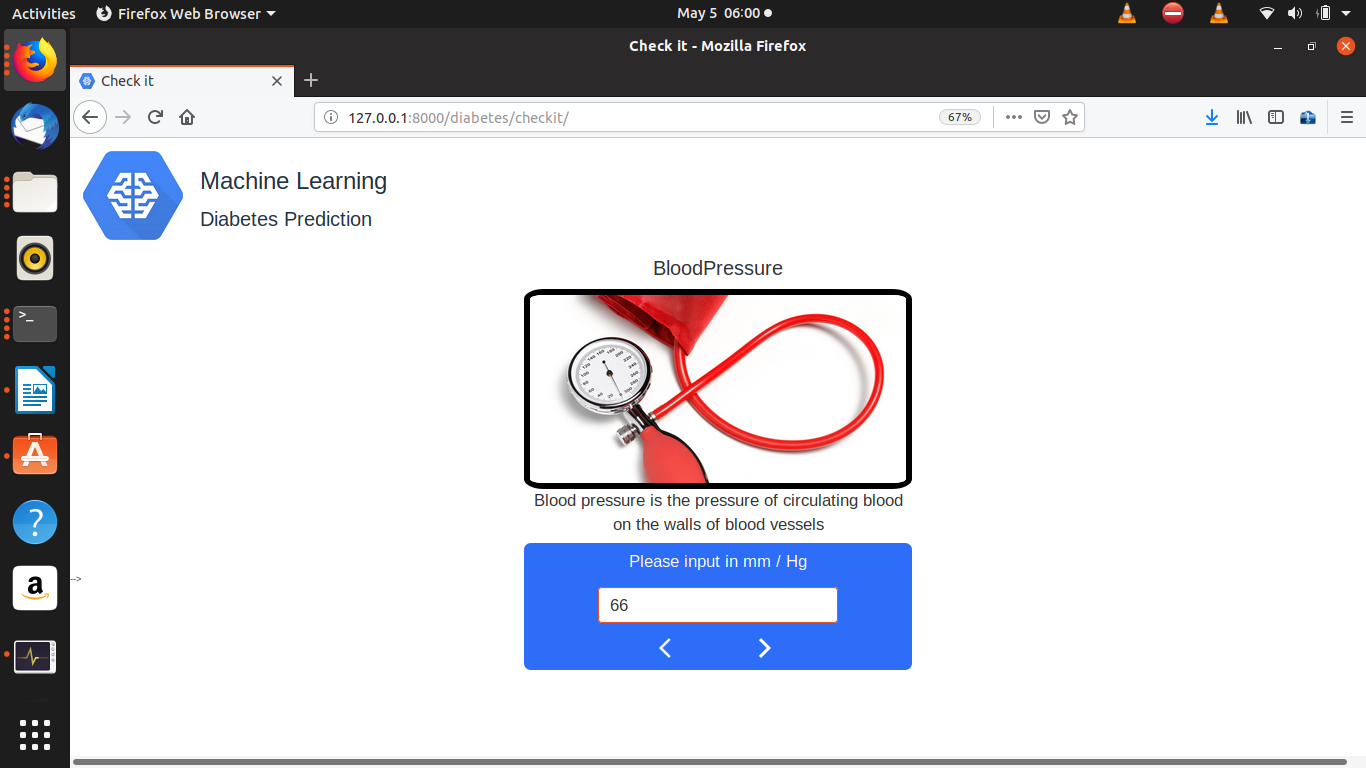 Activities Firefox Web Browser May 5 06:00
Check it - Mozilla Firefox
Check it
127.0.0.1:8000/diabetes/checkit/ 67%
Machine Learning
Diabetes Prediction
BloodPressure
Blood pressure is the pressure of circulating blood
on the walls of blood vessels
Please input in mm / Hg
-->
66